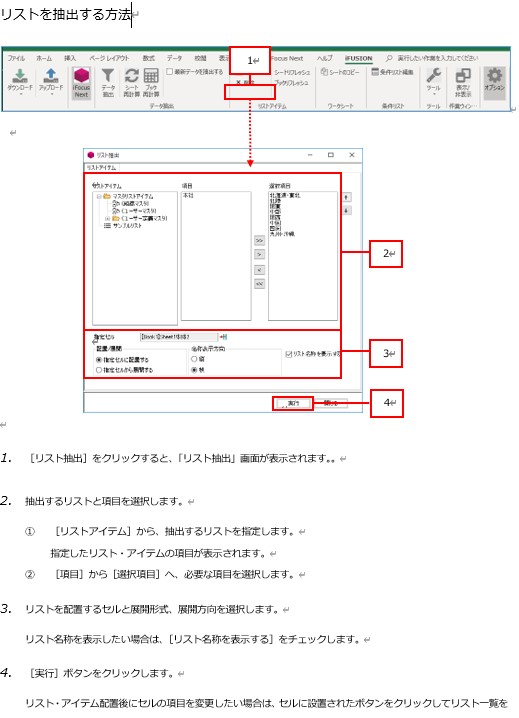 リストを抽出する方法
ファイル ホーム 挿入 ページ レイアウト 数式 データ 校閲 表示 Focus Next ヘルプ iFUSION 実行したい作業を入力してください
1
ダウンロード アップロード iFocus Next データ抽出 シート再計算 ブック再計算 最新データを抽出する シートリフレッシュ ブックリフレッシュ シートのコピー 条件リスト編集 ツール 表示/非表示 オプション
データ抽出 リストアイテム ワークシート 条件リスト ツール 作業ウィン
リスト抽出
リストアイテム
リストアイテム 項目 選択項目
マスタリストアイテム 本社 北海道・東北
(組織マスタ) 北陸
(ユーザーマスタ) 関東
(ユーザー定義マスタ) 中部
サンプルリスト 関西
中国
四国
九州・沖縄
>>
>
<
<<
2
指定セル
配置/展開 名称表示方向
指定セルに配置する 縦 リスト名称を表示する
指定セルから展開する 横
3
実行 閉じる
4
1. ［リスト抽出］をクリックすると、「リスト抽出」画面が表示されます。。
2. 抽出するリストと項目を選択します。
① ［リストアイテム］から、抽出するリストを指定します。
指定したリスト・アイテムの項目が表示されます。
② ［項目］から［選択項目］へ、必要な項目を選択します。
3. リストを配置するセルと展開形式、展開方向を選択します。
リスト名称を表示したい場合は、［リスト名称を表示する］をチェックします。
4. ［実行］ボタンをクリックします。
リスト・アイテム配置後にセルの項目を変更したい場合は、セルに設置されたボタンをクリックしてリスト一覧を